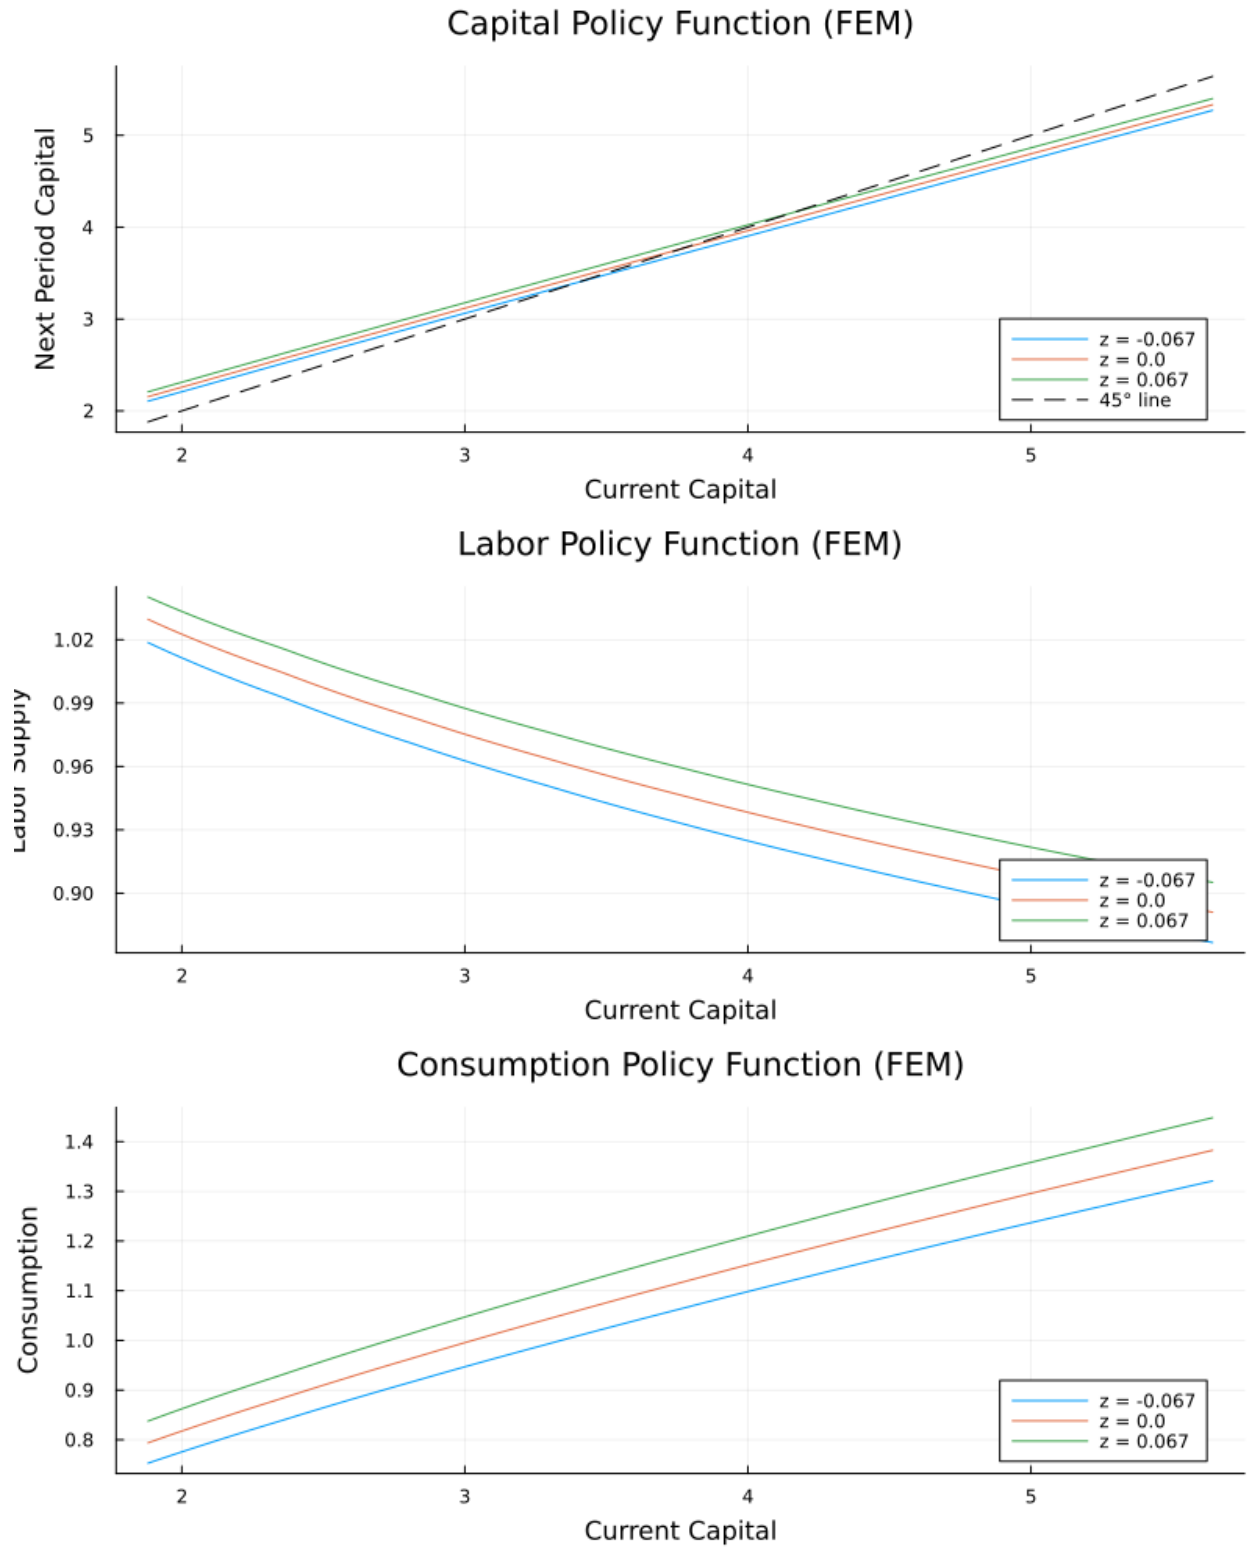 Capital Policy Function (FEM)
Next Period Capital
5
4
3
2
z = -0.067
z = 0.0
z = 0.067
45° line
2 3 4 5
Current Capital
Labor Policy Function (FEM)
Labor Supply
1.02
0.99
0.96
0.93
0.90
z = -0.067
z = 0.0
z = 0.067
2 3 4 5
Current Capital
Consumption Policy Function (FEM)
Consumption
1.4
1.3
1.2
1.1
1.0
0.9
0.8
z = -0.067
z = 0.0
z = 0.067
2 3 4 5
Current Capital